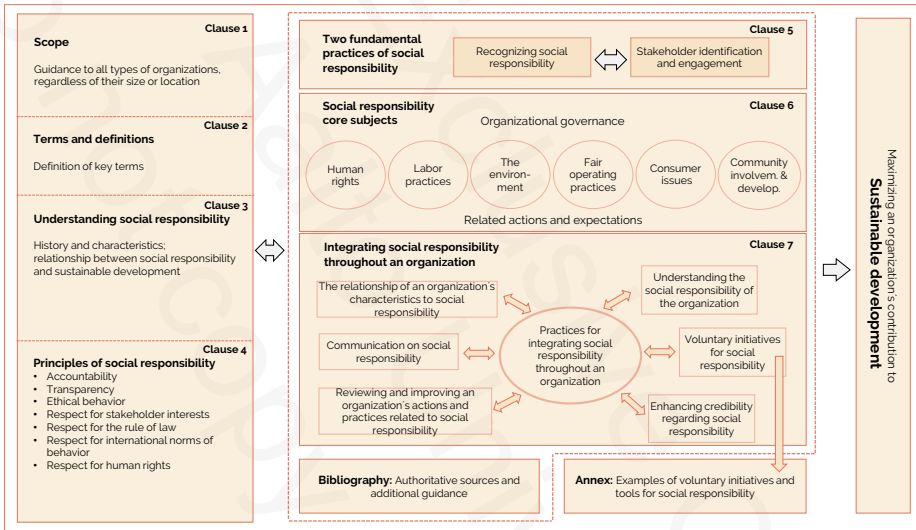 Clause 1
Scope
Guidance to all types of organizations,
regardless of their size or location
Clause 2
Terms and definitions
Definition of key terms
Clause 3
Understanding social responsibility
History and characteristics;
relationship between social responsibility
and sustainable development
Clause 4
Principles of social responsibility
• Accountability
• Transparency
• Ethical behavior
• Respect for stakeholder interests
• Respect for the rule of law
• Respect for international norms of
behavior
• Respect for human rights
Clause 5
Two fundamental
practices of social
responsibility
Recognizing social
responsibility
Stakeholder identification
and engagement
Clause 6
Social responsibility
core subjects
Organizational governance
Human
rights
Labor
practices
The
environ-
ment
Fair
operating
practices
Consumer
issues
Community
involvem. &
develop.
Related actions and expectations
Clause 7
Integrating social responsibility
throughout an organization
The relationship of an organization´s
characteristics to social
responsibility
Understanding the
social responsibility of
the organization
Communication on social
responsibility
Practices for
integrating social
responsibility
throughout an
organization
Voluntary initiatives
for social
responsibility
Reviewing and improving an
organization´s actions and
practices related to social
responsibility
Enhancing credibility
regarding social
responsibility
Bibliography: Authoritative sources and
additional guidance
Annex: Examples of voluntary initiatives and
tools for social responsibility
Maximizing an organization´s contribution to
Sustainable development